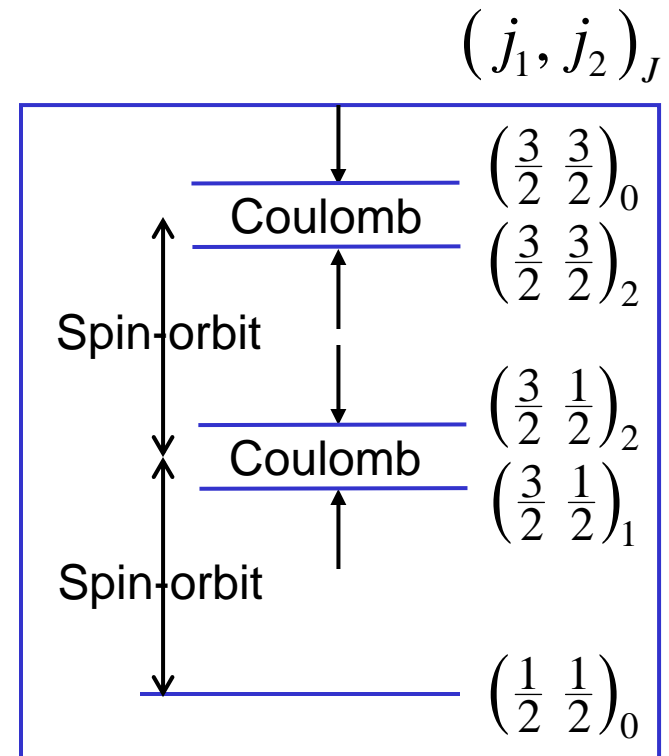 (j₁, j₂)_J
(3/2 3/2)₀
Coulomb
(3/2 3/2)₂
Spin-orbit
(3/2 1/2)₂
Coulomb
(3/2 1/2)₁
Spin-orbit
(1/2 1/2)₀